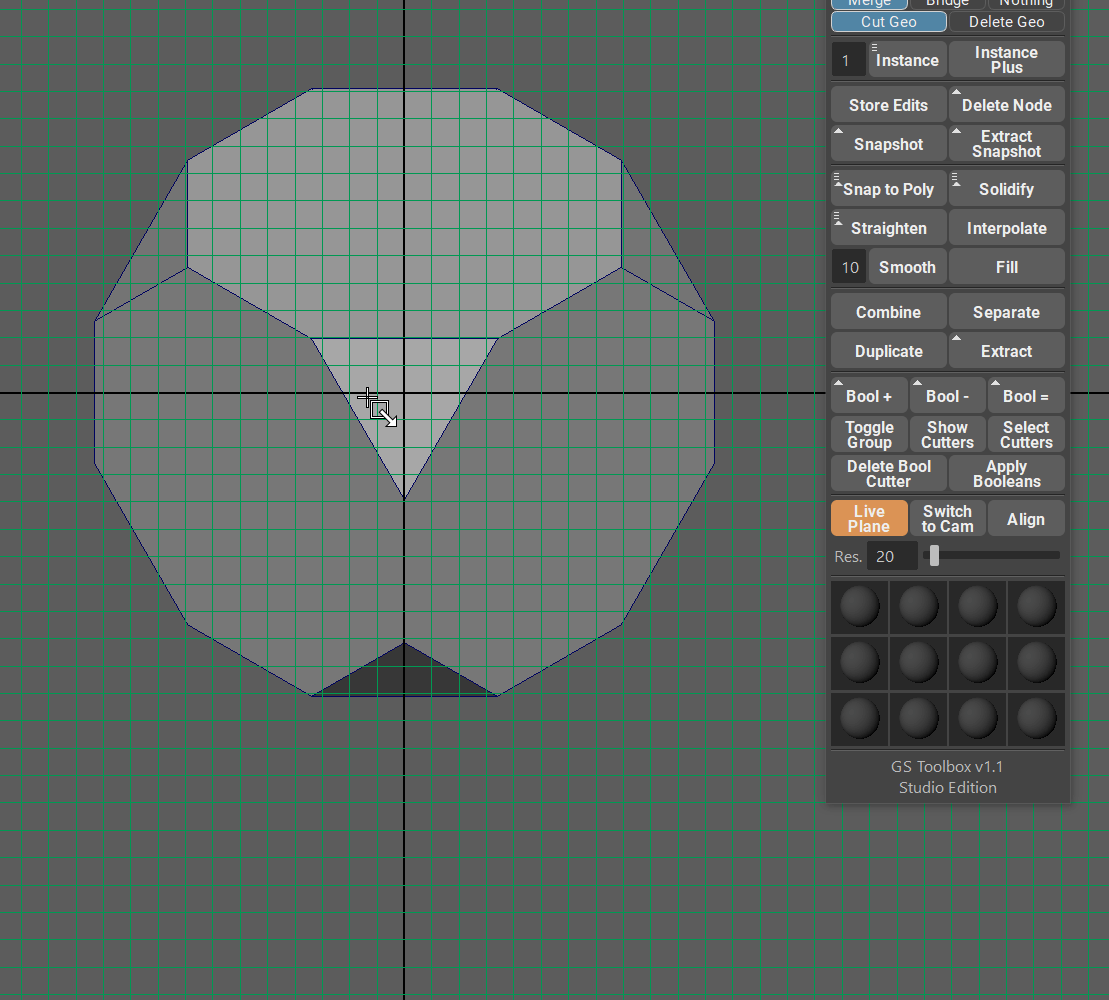 Merge Bridge Nothing
Cut Geo Delete Geo
1 Instance Instance
Plus
Store Edits Delete Node
Snapshot Extract
Snapshot
Snap to Poly Solidify
Straighten Interpolate
10 Smooth Fill
Combine Separate
Duplicate Extract
Bool + Bool - Bool =
Toggle Show Select
Group Cutters Cutters
Delete Bool Apply
Cutter Booleans
Live Switch Align
Plane to Cam
Res. 20
GS Toolbox v1.1
Studio Edition